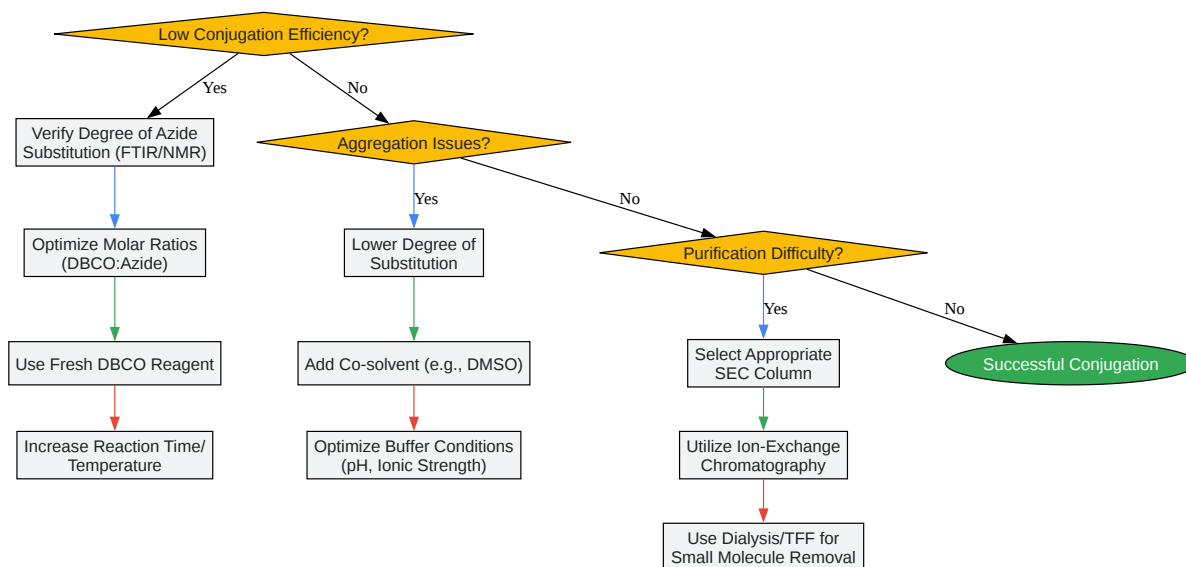 Low Conjugation Efficiency?
Yes
No
Verify Degree of Azide
Substitution (FTIR/NMR)
Aggregation Issues?
Yes
No
Optimize Molar Ratios
(DBCO:Azide)
Lower Degree of
Substitution
Purification Difficulty?
Yes
No
Use Fresh DBCO Reagent
Add Co-solvent (e.g., DMSO)
Select Appropriate
SEC Column
Successful Conjugation
Increase Reaction Time/
Temperature
Optimize Buffer Conditions
(pH, Ionic Strength)
Utilize Ion-Exchange
Chromatography
Use Dialysis/TFF for
Small Molecule Removal